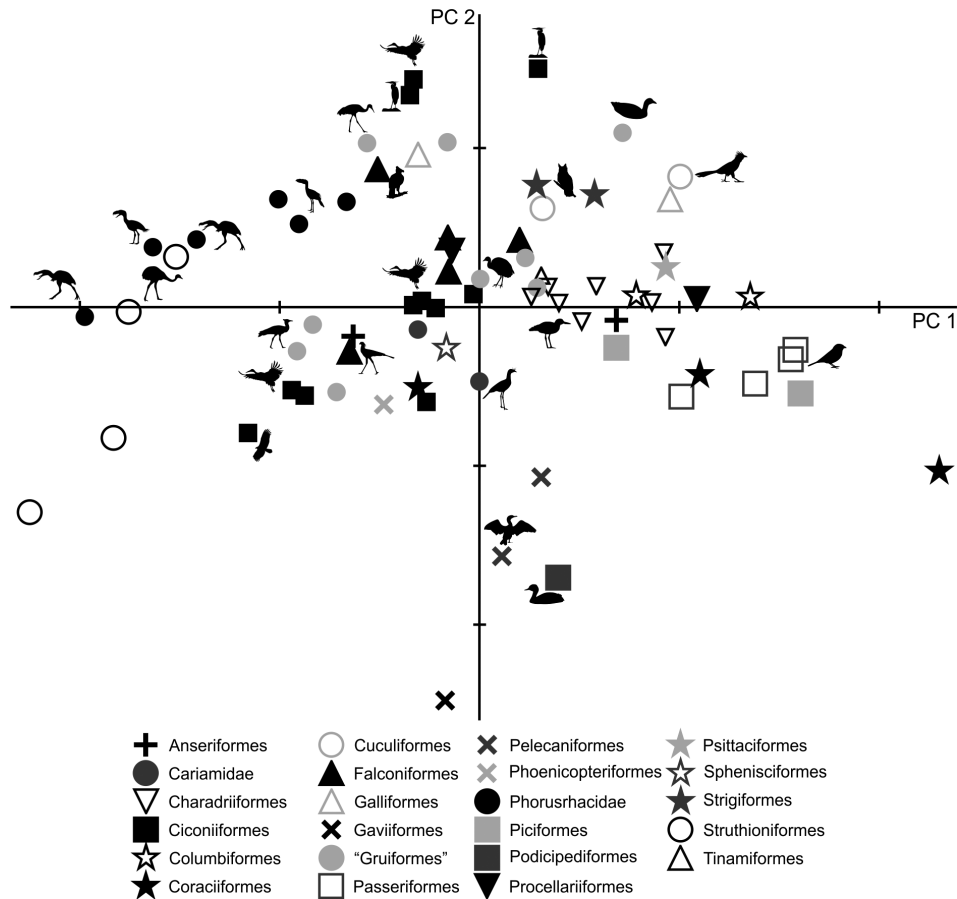 PC 2
PC 1
Anseriformes
Cariamidae
Charadriiformes
Ciconiiformes
Columbiformes
Coraciiformes
Cuculiformes
Falconiformes
Galliformes
Gaviiformes
“Gruiformes”
Passeriformes
Pelecaniformes
Phoenicopteriformes
Phorusrhacidae
Piciformes
Podicipediformes
Procellariiformes
Psittaciformes
Sphenisciformes
Strigiformes
Struthioniformes
Tinamiformes